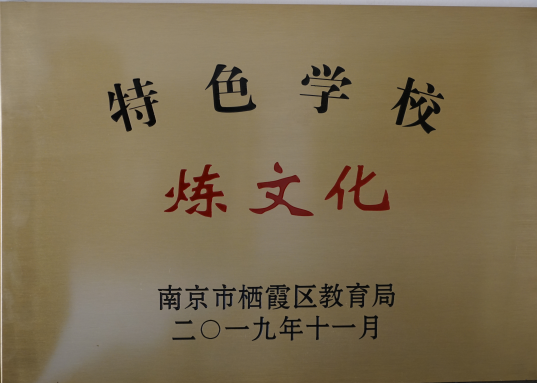 特色学校
炼文化
南京市栖霞区教育局
二〇一九年十一月